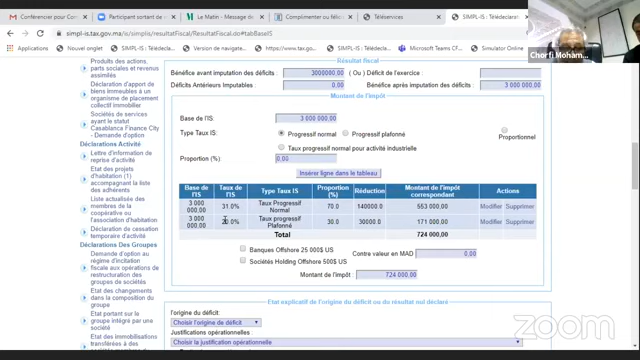 Conférencier pour Com
Participant sortant de
Le Matin - Message do
Complimenter ou félic
Téléservices
SIMPL-IS : Télédéclarat
simpl-is.tax.gov.ma/is/simplis/resultatFiscal/ResultatFiscal.do#tabBaseIS
Applications
Nouvel onglet
SIMPL-IS : Télédecla
Version de navigate
https://www.tax.go
Microsoft Teams CF
SIMPL-IS : Télédecla
Simulateur
Chorfi Moham...
Produits des actions,
parts sociales et revenus
assimilés
Déclaration d'apport de
biens immeubles à un
organisme de placement
collectif immobilier
Sociétés de services
ayant le statut
Casablanca Finance City
- Demande d'option
Déclarations Activité
Lettre d'information de
reprise d'activité
Etat des projets
d'habitation (1)
accompagnant la liste
des adhérents
Liste actualisée des
membres de la
coopérative ou
l'association d'habitation
Déclaration de cessation
temporaire d'activité
Déclarations Des Groupes
Demande d'option au
régime d'incitation
fiscale aux opérations de
restructuration des
groupes de sociétés
Etat des changements
dans la composition du
groupe
Etat portant sur le
groupe intégré par une
société
Etat des immobilisations
Résultat fiscal
Bénéfice avant imputation des déficits
3000000,00
( Ou ) Déficit de l'exercice :
Déficits Antérieurs Imputables :
0,00
Bénéfice après imputation des déficits
3 000 000,00
Montant de l'impôt
Base de l'IS :
3 000 000,00
Type Taux IS:
Progressif normal
Progressif plafonné
Proportionnel
Taux progressif normal pour activité industrielle
Proportion (%)
0,00
Insérer ligne dans le tableau
Base de l'IS
Taux de l'IS
Type Taux IS
Proportion (%)
Réduction
Montant de l'impôt correspondant
Actions
3 000 000,00
31.0%
Taux Progressif Normal
70.0
140000.0
553 000,00
Modifier Supprimer
3 000 000,00
20.0%
Taux progressif Plafonné
30.0
30000.0
171 000,00
Modifier Supprimer
Total
724 000,00
Banques Offshore 25 000$ US
Sociétés Holding Offshore 500$ US
Contre valeur en MAD
0,00
Montant de l'impôt :
724 000,00
Etat explicatif de l'origine du déficit ou du résultat nul déclaré
l'origine du déficit:
Choisir l'origine de déficit
Justifications opérationnelles:
Choisir la justification opérationnelle
zoom